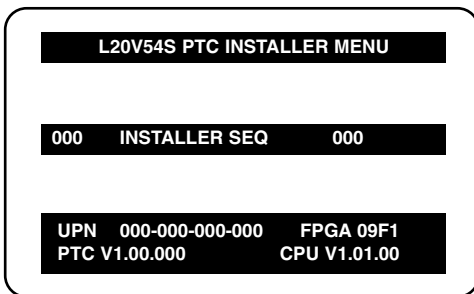 L20V54S PTC INSTALLER MENU
000 INSTALLER SEQ 000
UPN 000-000-000-000 FPGA 09F1
PTC V1.00.000 CPU V1.01.00